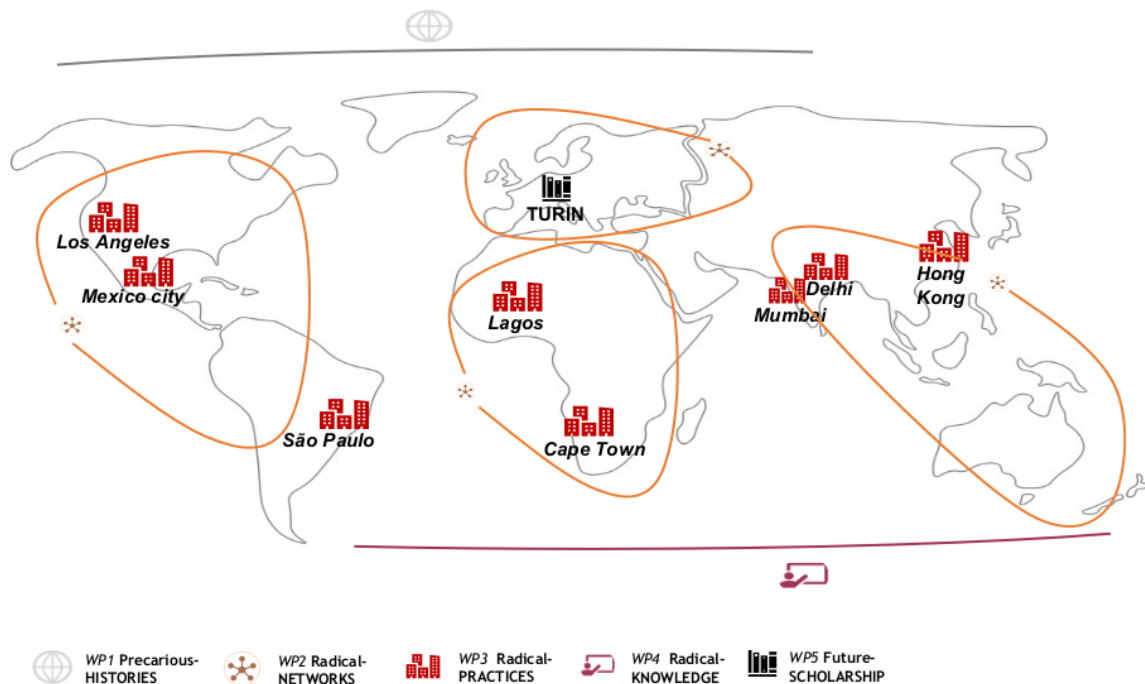 TURIN
Los Angeles
Mexico city
São Paulo
Lagos
Cape Town
Delhi
Mumbai
Hong
Kong
WP1 Precarious-
HISTORIES
WP2 Radical-
NETWORKS
WP3 Radical-
PRACTICES
WP4 Radical-
KNOWLEDGE
WP5 Future-
SCHOLARSHIP